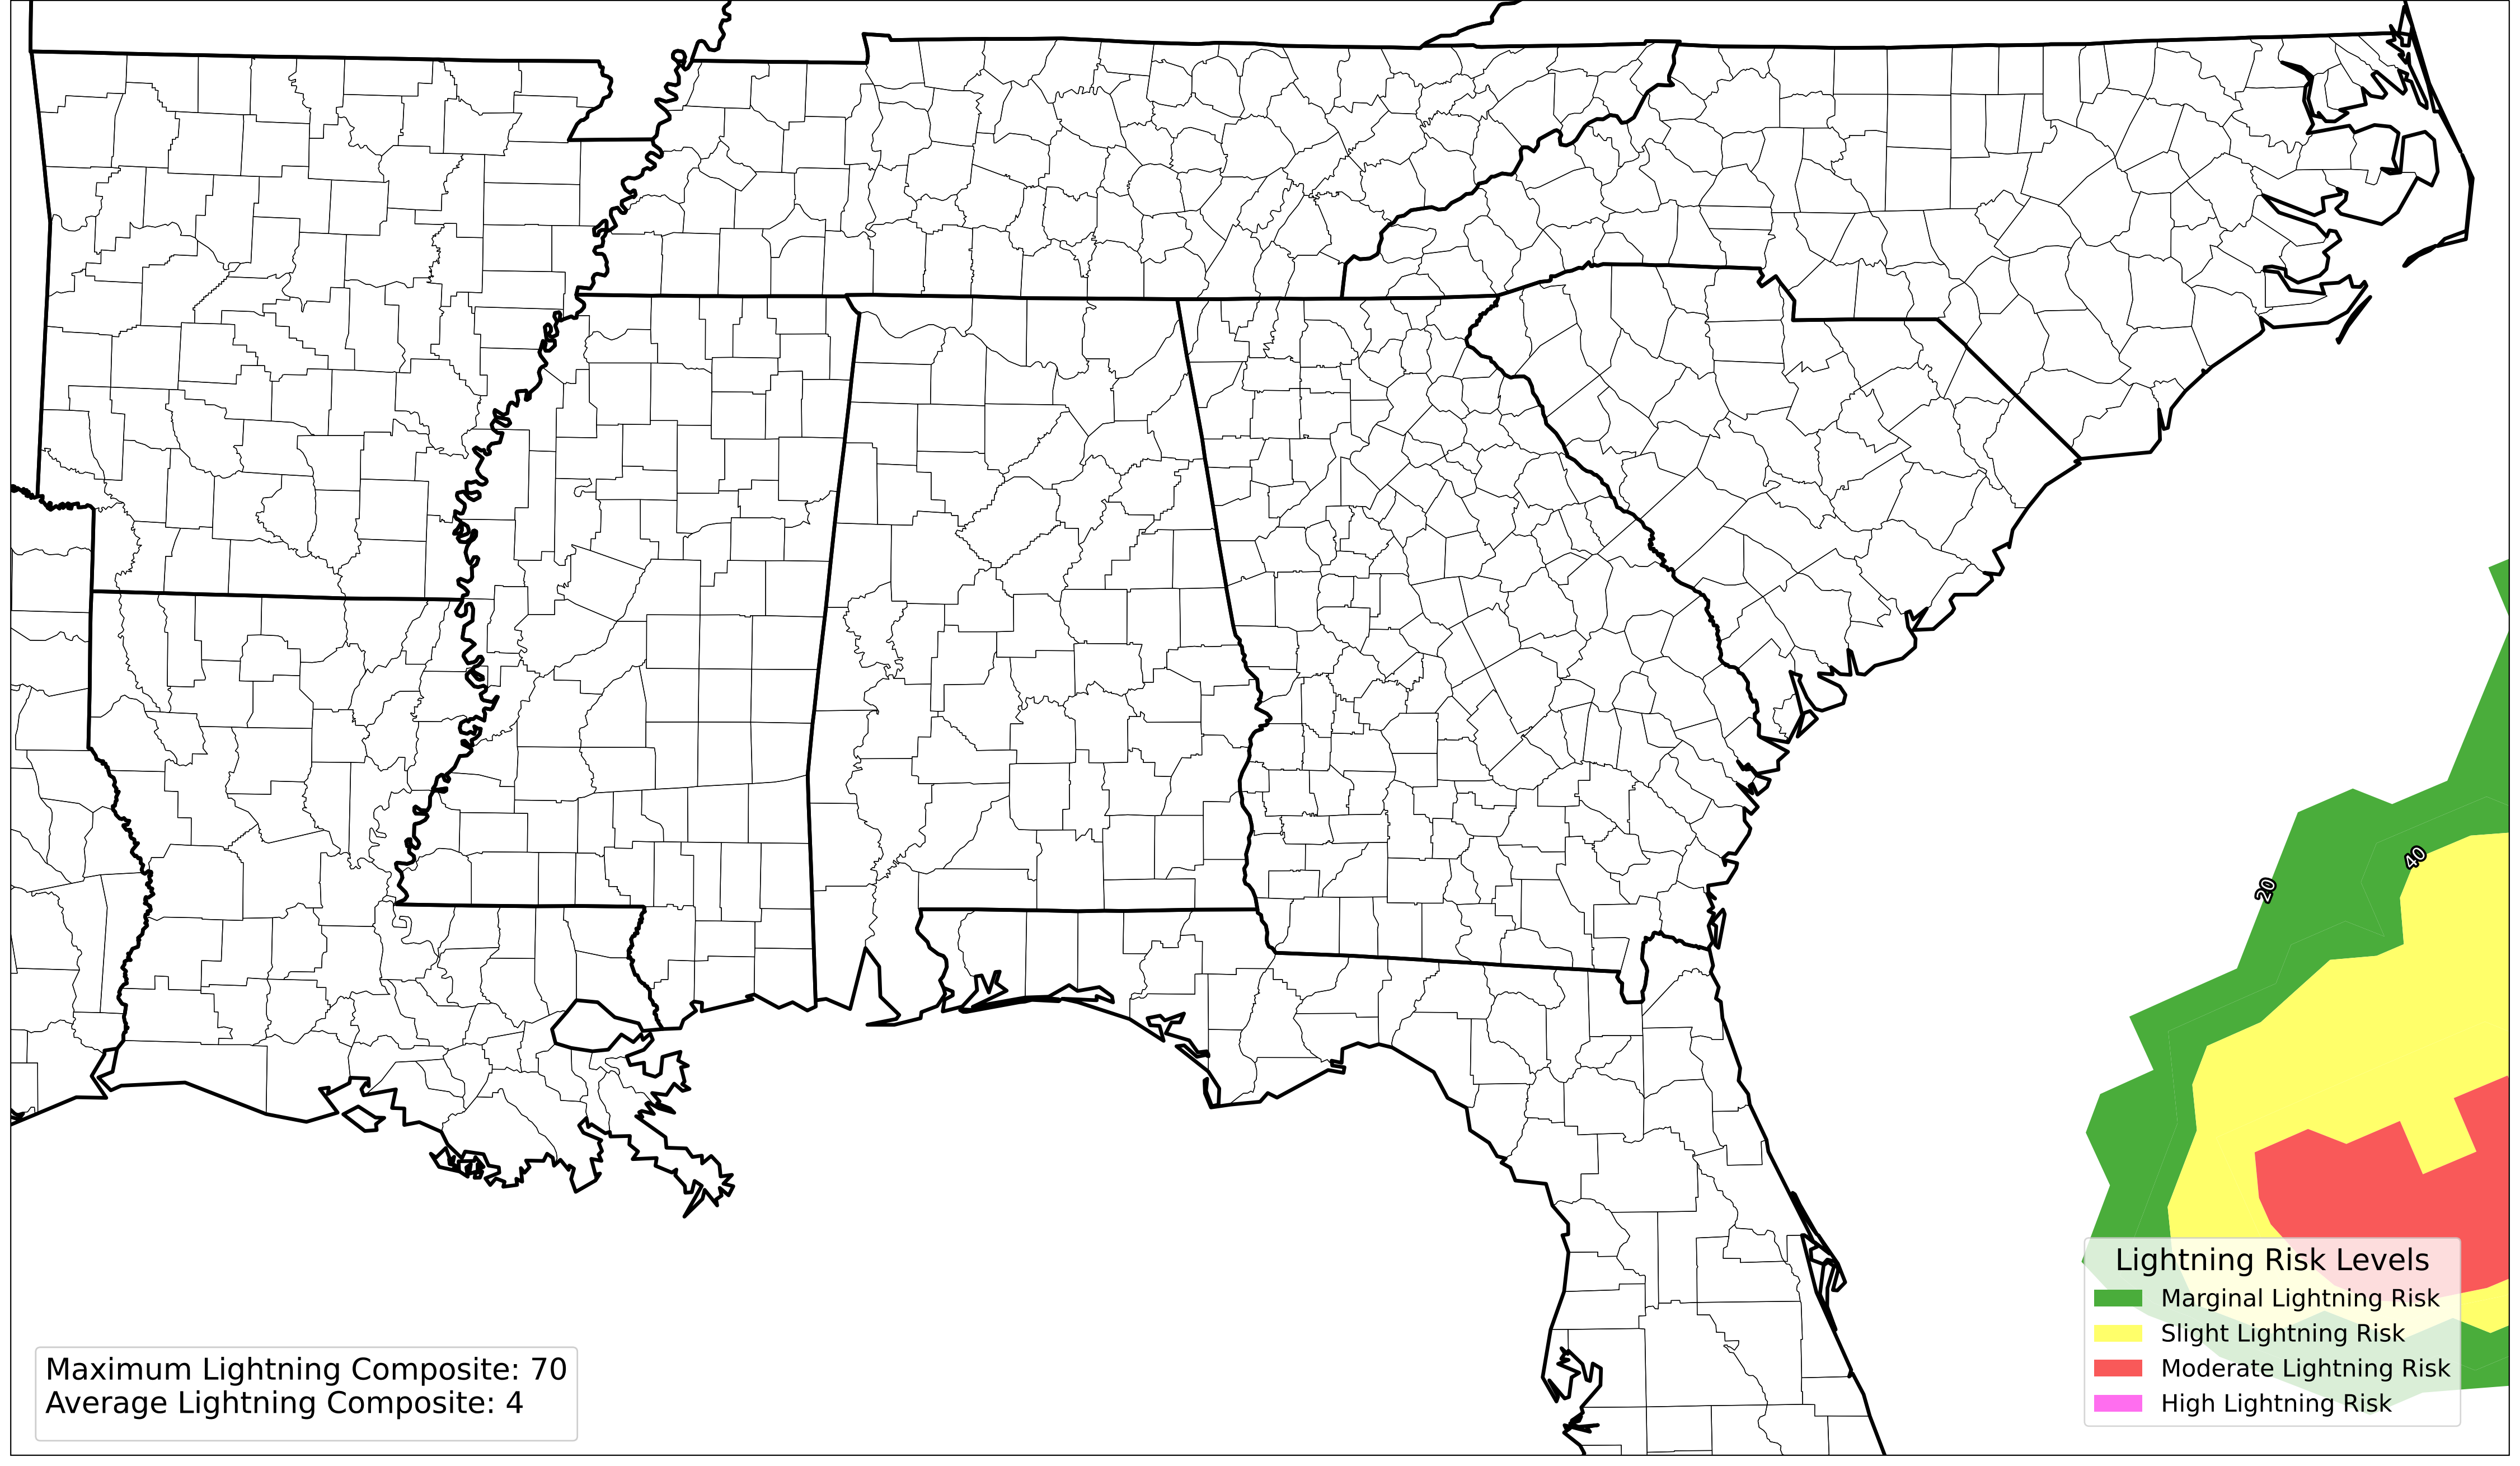 40
20
Lightning Risk Levels
Marginal Lightning Risk
Slight Lightning Risk
Moderate Lightning Risk
High Lightning Risk
Maximum Lightning Composite: 70
Average Lightning Composite: 4